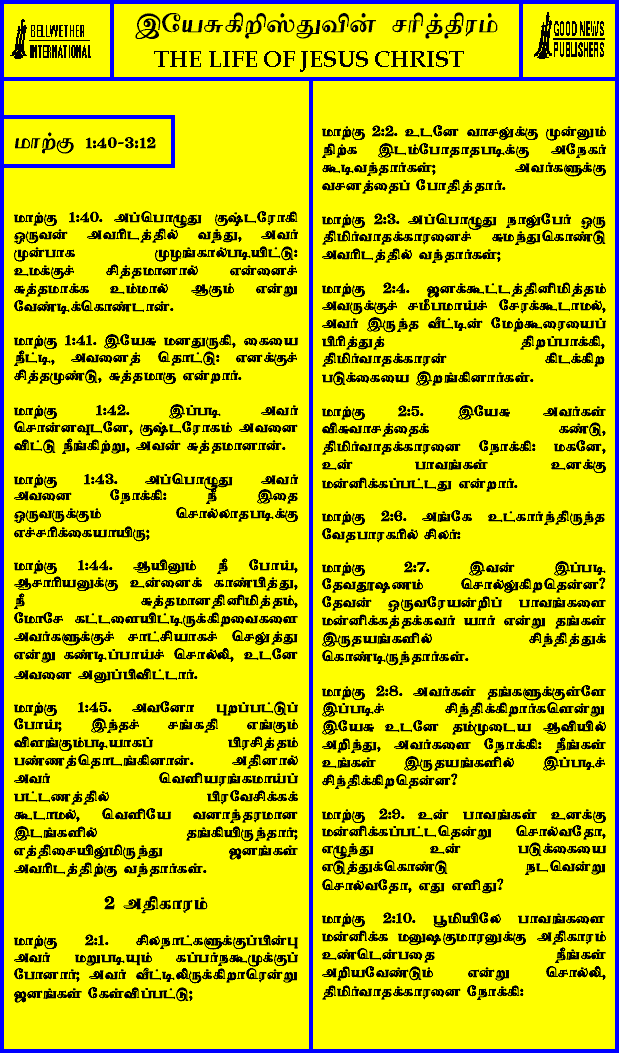 BELLWETHER
INTERNATIONAL
இயேசுகிறிஸ்துவின் சரித்திரம்
THE LIFE OF JESUS CHRIST
GOOD NEWS
PUBLISHERS
மாற்கு 1:40-3:12
மாற்கு 1:40. அப்பொழுது குஷ்டரோகி
ஒருவன் அவரிடத்தில் வந்து, அவர்
முன்பாக முழங்கால்படியிட்டு:
உமக்குச் சித்தமானால் என்னைச்
சுத்தமாக்க உம்மால் ஆகும் என்று
வேண்டிக்கொண்டான்.
மாற்கு 1:41. இயேசு மனதுருகி, கையை
நீட்டி, அவனைத் தொட்டு: எனக்குச்
சித்தமுண்டு, சுத்தமாகு என்றார்.
மாற்கு 1:42. இப்படி அவர்
சொன்னவுடனே, குஷ்டரோகம் அவனை
விட்டு நீங்கிற்று, அவன் சுத்தமானான்.
மாற்கு 1:43. அப்பொழுது அவர்
அவனை நோக்கி: நீ இதை
ஒருவருக்கும் சொல்லாதபடிக்கு
எச்சரிக்கையாயிரு;
மாற்கு 1:44. ஆயினும் நீ போய்,
ஆசாரியனுக்கு உன்னைக் காண்பித்து,
நீ சுத்தமானதினிமித்தம்,
மோசே கட்டளையிட்டிருக்கிறவைகளை
அவர்களுக்குச் சாட்சியாகச் செலுத்து
என்று கண்டிப்பாய்ச் சொல்லி, உடனே
அவனை அனுப்பிவிட்டார்.
மாற்கு 1:45. அவனோ புறப்பட்டுப்
போய்; இந்தச் சங்கதி எங்கும்
விளங்கும்படியாகப் பிரசித்தம்
பண்ணத்தொடங்கினான். அதினால்
அவர் வெளியரங்கமாய்ப்
பட்டணத்தில் பிரவேசிக்கக்
கூடாமல், வெளியே வனாந்தரமான
இடங்களில் தங்கியிருந்தார்;
எத்திசையிலுமிருந்து ஜனங்கள்
அவரிடத்திற்கு வந்தார்கள்.
2 அதிகாரம்
மாற்கு 2:1. சிலநாட்களுக்குப்பின்பு
அவர் மறுபடியும் கப்பர்நகூமுக்குப்
போனார்; அவர் வீட்டிலிருக்கிறாரென்று
ஜனங்கள் கேள்விப்பட்டு;
மாற்கு 2:2. உடனே வாசலுக்கு முன்னும்
நிற்க இடம்போதாதபடிக்கு அநேகர்
கூடிவந்தார்கள்; அவர்களுக்கு
வசனத்தைப் போதித்தார்.
மாற்கு 2:3. அப்பொழுது நாலுபேர் ஒரு
திமிர்வாதக்காரனைச் சுமந்துகொண்டு
அவரிடத்தில் வந்தார்கள்;
மாற்கு 2:4. ஜனக்கூட்டத்தினிமித்தம்
அவருக்குச் சமீபமாய்ச் சேரக்கூடாமல்,
அவர் இருந்த வீட்டின் மேற்கூரையைப்
பிரித்துத் திறப்பாக்கி,
திமிர்வாதக்காரன் கிடக்கிற
படுக்கையை இறங்கினார்கள்.
மாற்கு 2:5. இயேசு அவர்கள்
விசுவாசத்தைக் கண்டு,
திமிர்வாதக்காரனை நோக்கி: மகனே,
உன் பாவங்கள் உனக்கு
மன்னிக்கப்பட்டது என்றார்.
மாற்கு 2:6. அங்கே உட்கார்ந்திருந்த
வேதபாரகரில் சிலர்:
மாற்கு 2:7. இவன் இப்படி
தேவதூஷணம் சொல்லுகிறதென்ன?
தேவன் ஒருவரேயன்றிப் பாவங்களை
மன்னிக்கத்தக்கவர் யார் என்று தங்கள்
இருதயங்களில் சிந்தித்துக்
கொண்டிருந்தார்கள்.
மாற்கு 2:8. அவர்கள் தங்களுக்குள்ளே
இப்படிச் சிந்திக்கிறார்களென்று
இயேசு உடனே தம்முடைய ஆவியில்
அறிந்து, அவர்களை நோக்கி: நீங்கள்
உங்கள் இருதயங்களில் இப்படிச்
சிந்திக்கிறதென்ன?
மாற்கு 2:9. உன் பாவங்கள் உனக்கு
மன்னிக்கப்பட்டதென்று சொல்வதோ,
எழுந்து உன் படுக்கையை
எடுத்துக்கொண்டு நடவென்று
சொல்வதோ, எது எளிது?
மாற்கு 2:10. பூமியிலே பாவங்களை
மன்னிக்க மனுஷகுமாரனுக்கு அதிகாரம்
உண்டென்பதை நீங்கள்
அறியவேண்டும் என்று சொல்லி,
திமிர்வாதக்காரனை நோக்கி: